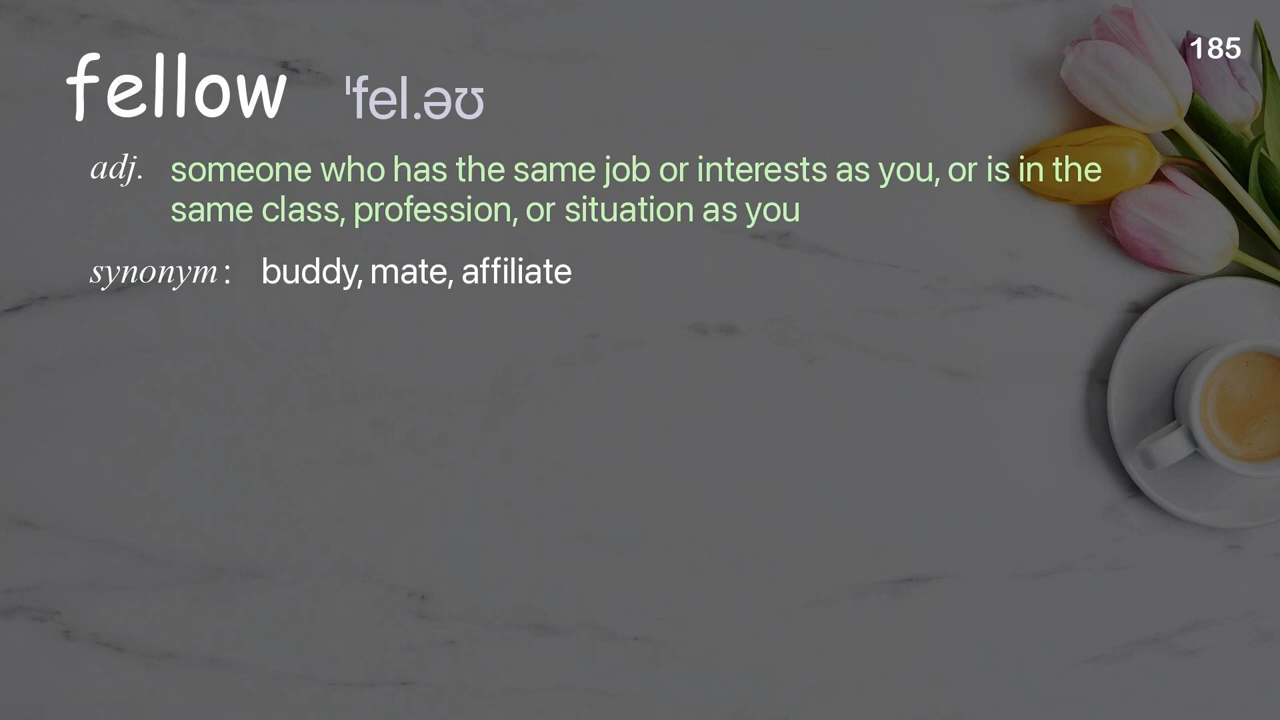 185
fellow ˈfel.əʊ
adj. someone who has the same job or interests as you, or is in the
same class, profession, or situation as you
synonym : buddy, mate, affiliate